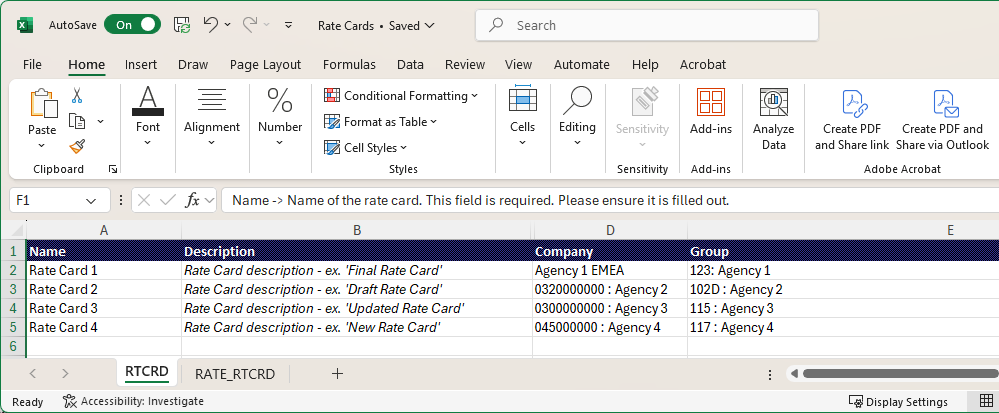 AutoSave On Rate Cards • Saved Search
File Home Insert Draw Page Layout Formulas Data Review View Automate Help Acrobat
Paste Font Alignment Number Conditional Formatting Format as Table Cell Styles Cells Editing Sensitivity Add-ins Analyze Data Create PDF and Share link Create PDF and Share via Outlook
Clipboard Styles Sensitivity Add-ins Adobe Acrobat
F1 fx Name -> Name of the rate card. This field is required. Please ensure it is filled out.
A B D E
1 Name Description Company Group
2 Rate Card 1 Rate Card description - ex. 'Final Rate Card' Agency 1 EMEA 123: Agency 1
3 Rate Card 2 Rate Card description - ex. 'Draft Rate Card' 0320000000 : Agency 2 102D : Agency 2
4 Rate Card 3 Rate Card description - ex. 'Updated Rate Card' 0300000000 : Agency 3 115 : Agency 3
5 Rate Card 4 Rate Card description - ex. 'New Rate Card' 045000000 : Agency 4 117 : Agency 4
6
RTCRD RATE_RTCRD +
Ready Accessibility: Investigate Display Settings